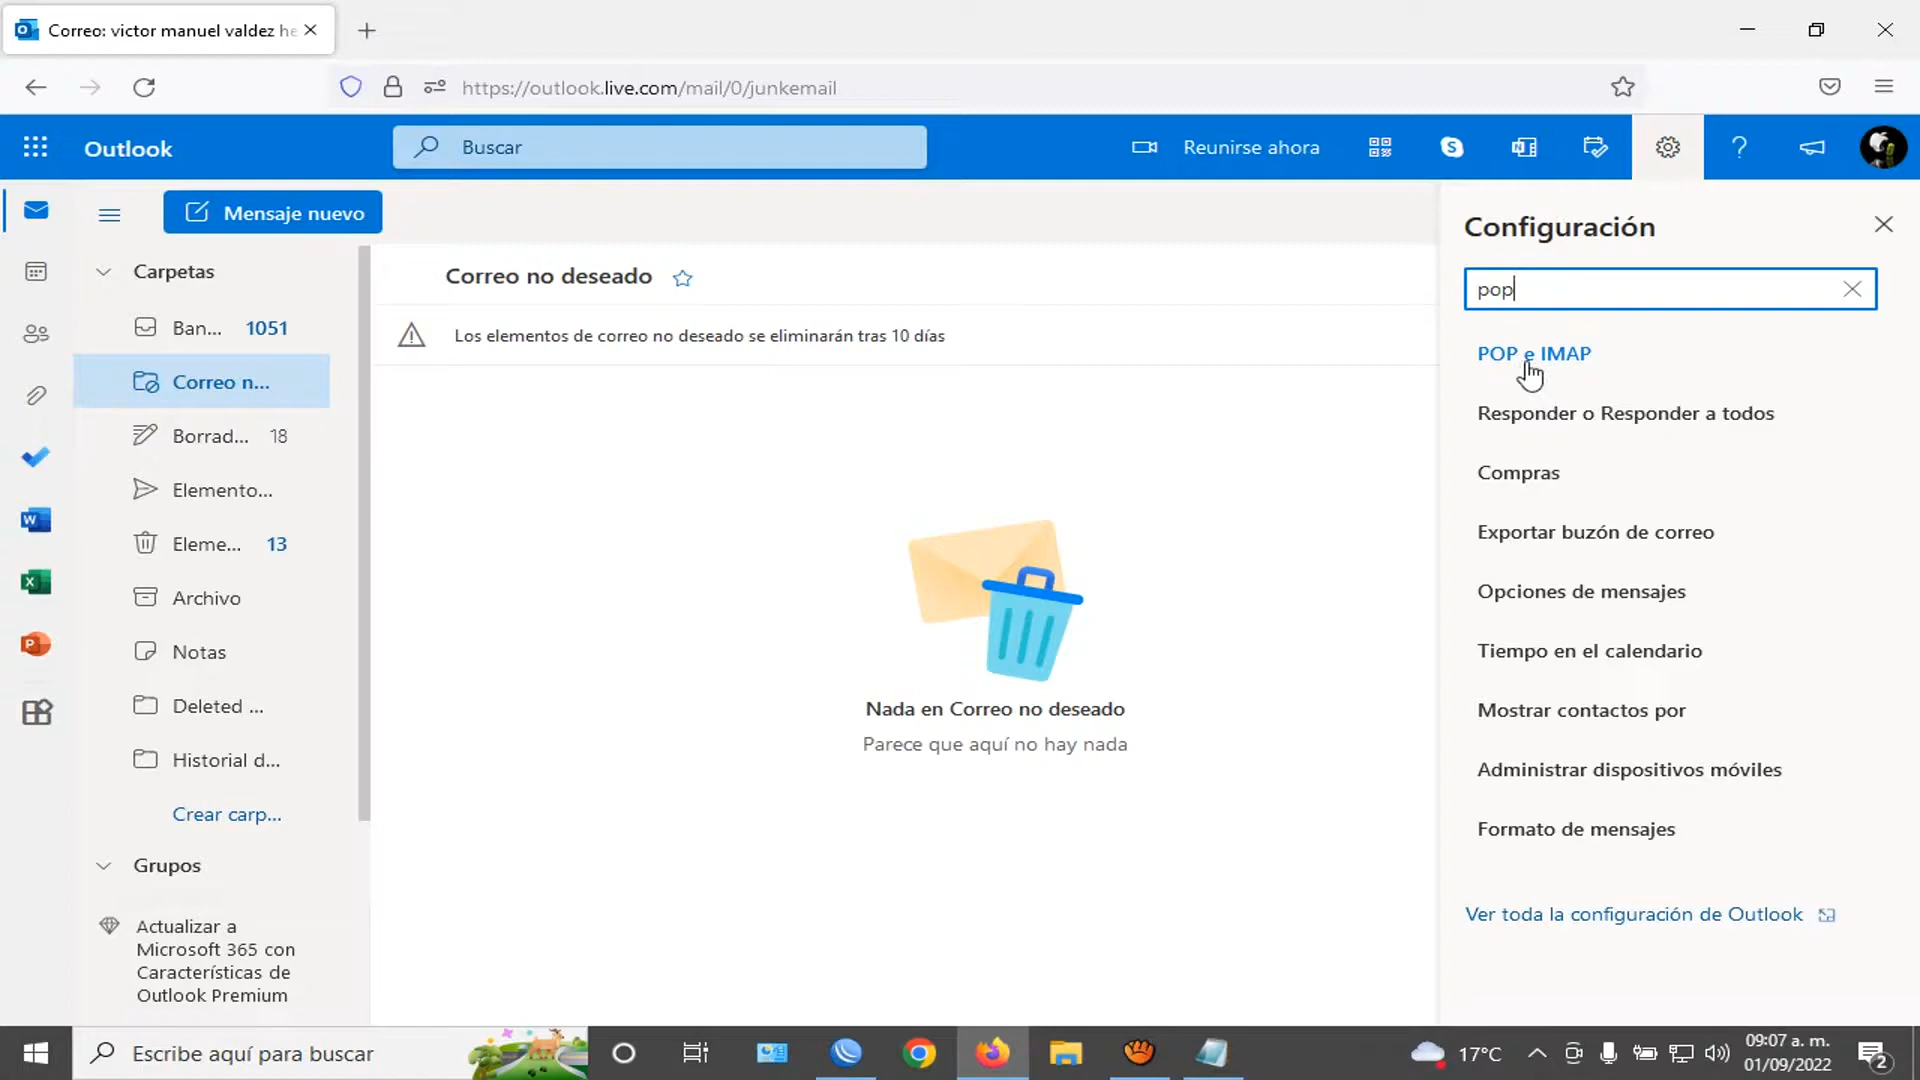 Correo: victor manuel valdez he
https://outlook.live.com/mail/0/junkemail
Outlook
Buscar
Reunirse ahora
Mensaje nuevo
Carpetas
Ban... 1051
Correo n...
Borrad... 18
Elemento...
Eleme... 13
Archivo
Notas
Deleted ...
Historial d...
Crear carp...
Grupos
Actualizar a
Microsoft 365 con
Características de
Outlook Premium
Correo no deseado
Los elementos de correo no deseado se eliminarán tras 10 días
Nada en Correo no deseado
Parece que aquí no hay nada
Configuración
pop
POP e IMAP
Responder o Responder a todos
Compras
Exportar buzón de correo
Opciones de mensajes
Tiempo en el calendario
Mostrar contactos por
Administrar dispositivos móviles
Formato de mensajes
Ver toda la configuración de Outlook
Escribe aquí para buscar
17°C
09:07 a. m.
01/09/2022
2